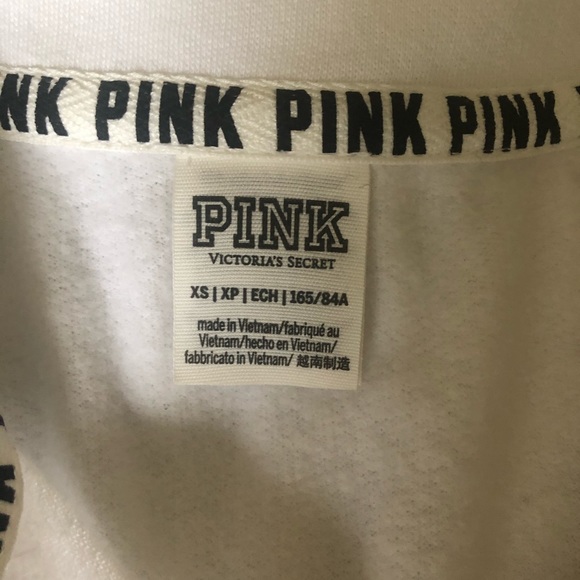 NK PINK PINK PINK
PINK
VICTORIA'S SECRET
XS | XP | ECH | 165/84A
made in Vietnam/fabriqué au
Vietnam/hecho en Vietnam/
fabbricato in Vietnam/ 越南制造